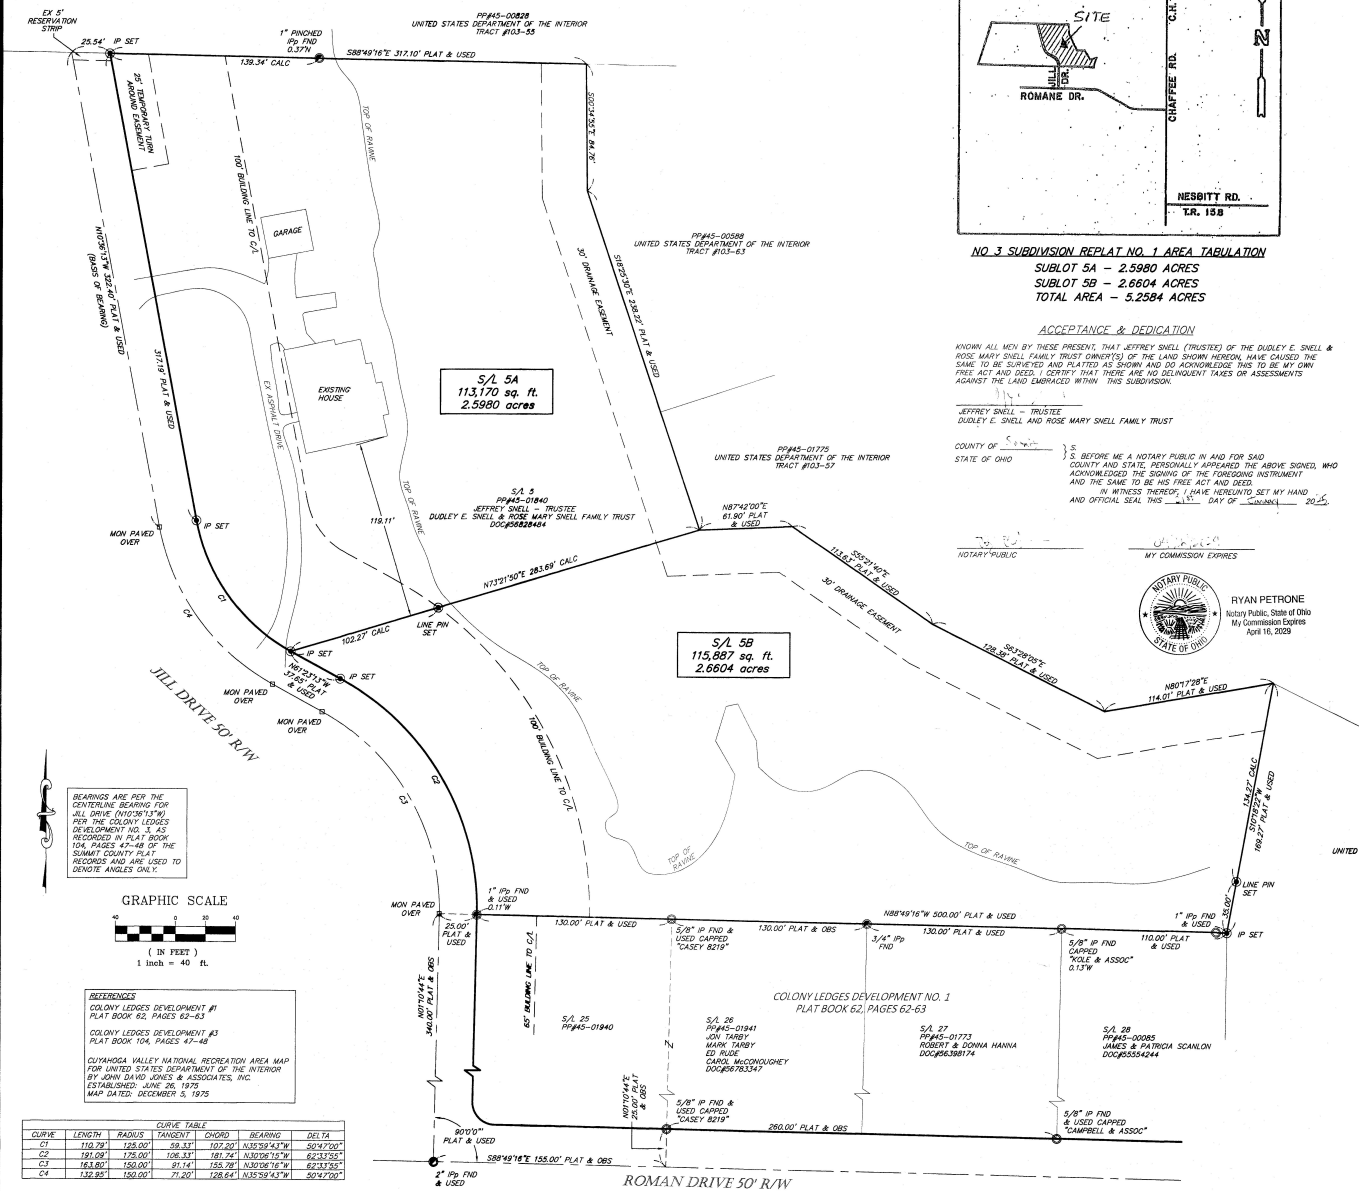 EX 5'
RESERVATION
STRIP
25.54'
IP SET
1" PINCHED
IPp FND
0.37'N
PP#45-00828
UNITED STATES DEPARTMENT OF THE INTERIOR
TRACT #103-55
139.34' CALC
S88°49'16"E 317.10' PLAT & USED
25' TEMPORARY TURN
AROUND EASEMENT
100' BUILDING LINE TO C/L
TOP OF RAVINE
S00°34'55"E 84.76'
GARAGE
N10°36'13"W 322.40' PLAT & USED
(BASIS OF BEARING)
317.19' PLAT & USED
30' DRAINAGE EASEMENT
S18°25'30"E 238.22' PLAT & USED
PP#45-00588
UNITED STATES DEPARTMENT OF THE INTERIOR
TRACT #103-63
EX ASPHALT DRIVE
EXISTING
HOUSE
S/L 5A
113,170 sq. ft.
2.5980 acres
PP#45-01775
UNITED STATES DEPARTMENT OF THE INTERIOR
TRACT #103-57
S/L 5
PP#45-01840
JEFFREY SNELL - TRUSTEE
DUDLEY E. SNELL & ROSE MARY SNELL FAMILY TRUST
DOC#56828484
TOP OF RAVINE
119.11'
MON PAVED
OVER
IP SET
N87°42'00"E
61.90' PLAT
& USED
N73°21'50"E 283.69' CALC
S55°21'40"E
113.63' PLAT & USED
30' DRAINAGE EASEMENT
C1
C4
102.27' CALC
LINE PIN
SET
IP SET
N61°23'13"W
37.65' PLAT
& USED
IP SET
S/L 5B
115,887 sq. ft.
2.6604 acres
S63°28'05"E
128.38' PLAT & USED
N80°17'28"E
114.01' PLAT & USED
JILL DRIVE 50' R/W
MON PAVED
OVER
MON PAVED
OVER
TOP OF RAVINE
100' BUILDING LINE TO C/L
C2
C3
134.27' CALC
S10°18'22"W
169.27' PLAT & USED
TOP OF
RAVINE
TOP OF RAVINE
UNITED
LINE PIN
SET
35.00'
BEARINGS ARE PER THE
CENTERLINE BEARING FOR
JILL DRIVE (N10°36'13"W)
PER THE COLONY LEDGES
DEVELOPMENT NO. 3, AS
RECORDED IN PLAT BOOK
104, PAGES 47-48 OF THE
SUMMIT COUNTY PLAT
RECORDS AND ARE USED TO
DENOTE ANGLES ONLY.
GRAPHIC SCALE
40 0 20 40
( IN FEET )
1 inch = 40 ft.
MON PAVED
OVER
1" IPp FND
& USED
0.11'W
25.00'
PLAT &
USED
130.00' PLAT & USED
5/8" IP FND &
USED CAPPED
"CASEY 8219"
130.00' PLAT & OBS
3/4" IPp
FND
N88°49'16"W 500.00' PLAT & USED
130.00' PLAT & USED
5/8" IP FND
CAPPED
"KOLE & ASSOC"
0.13'W
110.00' PLAT
& USED
1" IPp FND
& USED
IP SET
N01°10'44"E
340.00' PLAT & OBS
65' BUILDING LINE TO C/L
COLONY LEDGES DEVELOPMENT NO. 1
PLAT BOOK 62, PAGES 62-63
S/L 25
PP#45-01940
S/L 26
PP#45-01941
JON TARBY
MARK TARBY
ED RUDE
CAROL McCONOUGHEY
DOC#56783347
S/L 27
PP#45-01773
ROBERT & DONNA HANNA
DOC#56398174
S/L 28
PP#45-00085
JAMES & PATRICIA SCANLON
DOC#55554244
N01°10'44"E
25.00' PLAT
& OBS
5/8" IP FND &
USED CAPPED
"CASEY 8219"
260.00' PLAT & OBS
5/8" IP FND
& USED CAPPED
"CAMPBELL & ASSOC"
90°0'0"
PLAT & USED
S88°49'16"E 155.00' PLAT & OBS
2" IPp FND
& USED
ROMAN DRIVE 50' R/W
REFERENCES
COLONY LEDGES DEVELOPMENT #1
PLAT BOOK 62, PAGES 62-63
COLONY LEDGES DEVELOPMENT #3
PLAT BOOK 104, PAGES 47-48
CUYAHOGA VALLEY NATIONAL RECREATION AREA MAP
FOR UNITED STATES DEPARTMENT OF THE INTERIOR
BY JOHN DAVID JONES & ASSOCIATES, INC.
ESTABLISHED: JUNE 26, 1975
MAP DATED: DECEMBER 5, 1975
CURVE TABLE
CURVE LENGTH RADIUS TANGENT CHORD BEARING DELTA
C1 110.79' 125.00' 59.33' 107.20' N35°59'43"W 50°47'00"
C2 191.09' 175.00' 106.33' 181.74' N30°06'15"W 62°33'55"
C3 163.80' 150.00' 91.14' 155.78' N30°06'16"W 62°33'55"
C4 132.95' 150.00' 71.20' 128.64' N35°59'43"W 50°47'00"
SITE
JILL
DR.
ROMANE DR.
CHAFFEE RD.
C.H.
N
NESBITT RD.
T.R. 158
NO 3 SUBDIVISION REPLAT NO. 1 AREA TABULATION
SUBLOT 5A - 2.5980 ACRES
SUBLOT 5B - 2.6604 ACRES
TOTAL AREA - 5.2584 ACRES
ACCEPTANCE & DEDICATION
KNOWN ALL MEN BY THESE PRESENT, THAT JEFFREY SNELL (TRUSTEE) OF THE DUDLEY E. SNELL &
ROSE MARY SNELL FAMILY TRUST OWNER'(S) OF THE LAND SHOWN HEREON, HAVE CAUSED THE
SAME TO BE SURVEYED AND PLATTED AS SHOWN AND DO ACKNOWLEDGE THIS TO BE MY OWN
FREE ACT AND DEED. I CERTIFY THAT THERE ARE NO DELINQUENT TAXES OR ASSESSMENTS
AGAINST THE LAND EMBRACED WITHIN THIS SUBDIVISION.
JEFFREY SNELL - TRUSTEE
DUDLEY E. SNELL AND ROSE MARY SNELL FAMILY TRUST
COUNTY OF
STATE OF OHIO
S.
S. BEFORE ME A NOTARY PUBLIC IN AND FOR SAID
COUNTY AND STATE, PERSONALLY APPEARED THE ABOVE SIGNED, WHO
ACKNOWLEDGED THE SIGNING OF THE FOREGOING INSTRUMENT
AND THE SAME TO BE HIS FREE ACT AND DEED.
IN WITNESS THEREOF, I HAVE HEREUNTO SET MY HAND
AND OFFICIAL SEAL THIS DAY OF 20
NOTARY PUBLIC
MY COMMISSION EXPIRES
NOTARY PUBLIC
STATE OF OHIO
RYAN PETRONE
Notary Public, State of Ohio
My Commission Expires
April 16, 2029